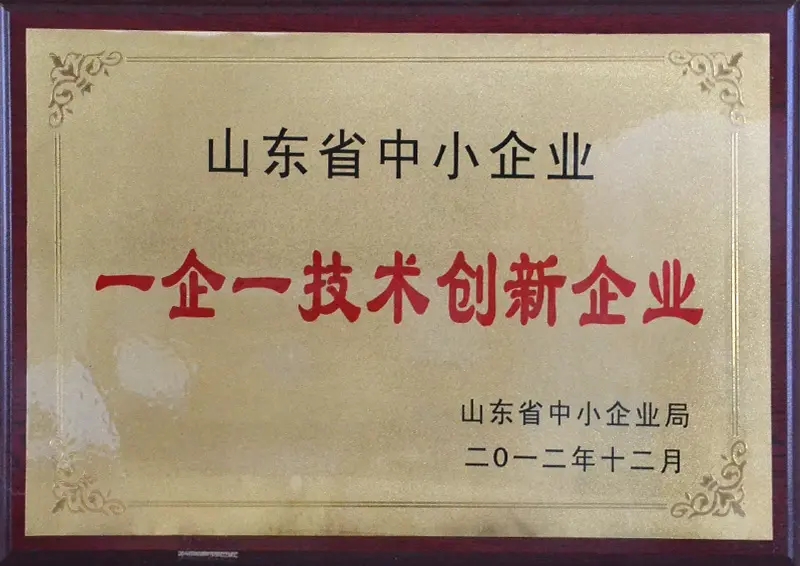 山东省中小企业
一企一技术创新企业
山东省中小企业局
二0一二年十二月